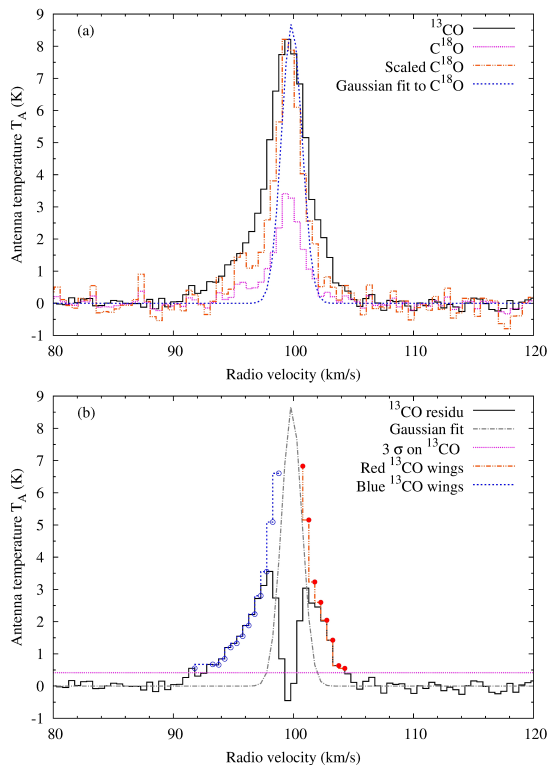 (a)
¹³CO
C¹⁸O
Scaled C¹⁸O
Gaussian fit to C¹⁸O
Antenna temperature T_A (K)
9
8
7
6
5
4
3
2
1
0
-1
80 90 100 110 120
Radio velocity (km/s)
(b)
¹³CO residu
Gaussian fit
3 σ on ¹³CO
Red ¹³CO wings
Blue ¹³CO wings
Antenna temperature T_A (K)
9
8
7
6
5
4
3
2
1
0
-1
80 90 100 110 120
Radio velocity (km/s)